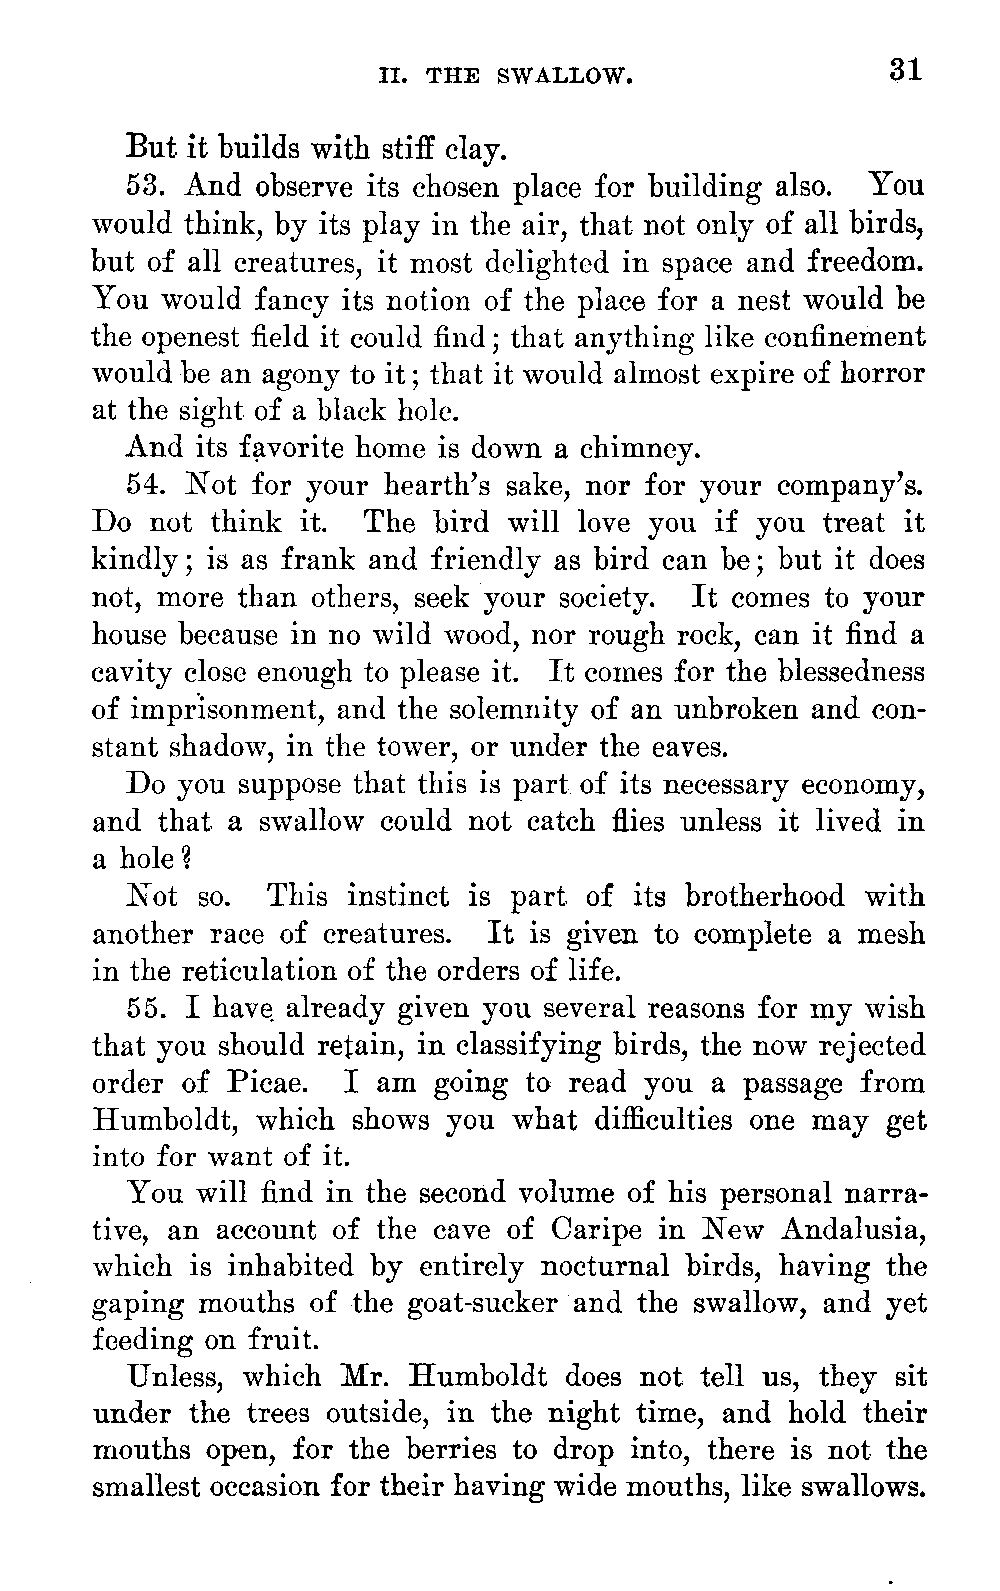 II. THE SWALLOW. 31
But it builds with stiff clay.
53. And observe its chosen place for building also. You
would think, by its play in the air, that not only of all birds,
but of all creatures, it most delighted in space and freedom.
You would fancy its notion of the place for a nest would be
the openest field it could find; that anything like confinement
would be an agony to it; that it would almost expire of horror
at the sight of a black hole.
And its favorite home is down a chimney.
54. Not for your hearth's sake, nor for your company's.
Do not think it. The bird will love you if you treat it
kindly; is as frank and friendly as bird can be; but it does
not, more than others, seek your society. It comes to your
house because in no wild wood, nor rough rock, can it find a
cavity close enough to please it. It comes for the blessedness
of imprisonment, and the solemnity of an unbroken and con-
stant shadow, in the tower, or under the eaves.
Do you suppose that this is part of its necessary economy,
and that a swallow could not catch flies unless it lived in
a hole?
Not so. This instinct is part of its brotherhood with
another race of creatures. It is given to complete a mesh
in the reticulation of the orders of life.
55. I have already given you several reasons for my wish
that you should retain, in classifying birds, the now rejected
order of Picae. I am going to read you a passage from
Humboldt, which shows you what difficulties one may get
into for want of it.
You will find in the second volume of his personal narra-
tive, an account of the cave of Caripe in New Andalusia,
which is inhabited by entirely nocturnal birds, having the
gaping mouths of the goat-sucker and the swallow, and yet
feeding on fruit.
Unless, which Mr. Humboldt does not tell us, they sit
under the trees outside, in the night time, and hold their
mouths open, for the berries to drop into, there is not the
smallest occasion for their having wide mouths, like swallows.